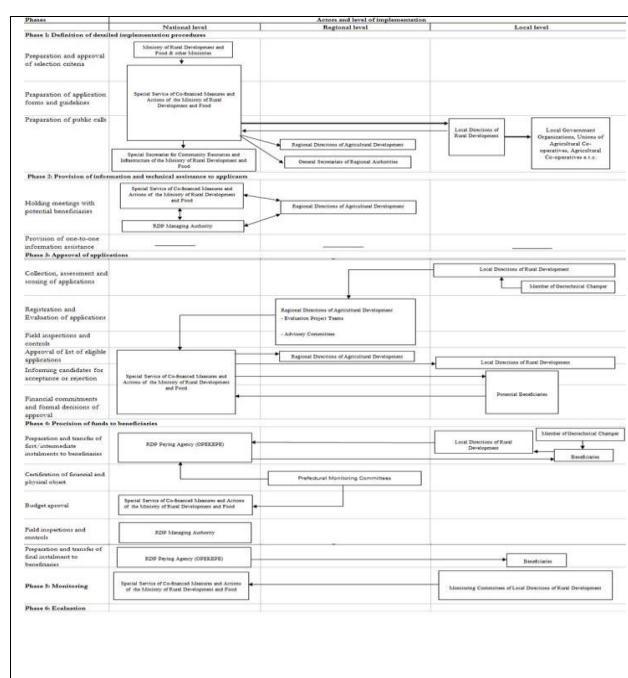 Phases
Actors and level of implementation
National level
Regional level
Local level
Phase 1: Definition of detailed implementation procedures
Preparation and approval
of selection criteria
Ministry of Rural Development and
Food & other Ministries
Praparation of application
forms and guidelines
Special Service of Co-financed Measures and
Actions of the Ministry of Rural
Development and Food
Preparation of public calls
Local Directions of
Rural Development
Local Government
Organizations, Unions of
Agricultural Co-
operatives, Agricultural
Co-operatives e.t.c.
Special Secretariat for Community Resources and
Infrastructure of the Ministry of Rural Development and Food
Regional Directions of Agricultural Development
General Secretariats of Regional Authorities
Phase 2: Provision of information and technical assistance to applicants
Holding meetings with
potential beneficiaries
Special Service of Co-financed Measures and
Actions of the Ministry of Rural Development and
Food
RDP Managing Authority
Regional Directions of Agricultural Development
Provision of one-to-one
information assistance
Phase 3: Approval of applications
Collection, assessment and
scoring of applications
Local Directions of Rural Development
Member of Geotechnical Champer
Registration and
Evaluation of applications
Regional Directions of Agricultural Development
- Evaluation Project Teams
- Advisory Committees
Field inspections and
controls
Approval of list of eligible
applications
Regional Directions of Agricultural Development
Local Directions of Rural Development
Informing candidates for
acceptance or rejection
Special Service of Co-financed Measures and
Actions of the Ministry of Rural Development and
Food
Potential Beneficiaries
Financial commitments
and formal decisions of
approval
Phase 4: Procision of funds to beneficiaries
Preparation and transfer of
first/intermediate
instalments to beneficiaries
RDP Paying Agency (OPEKEPE)
Local Directions of Rural
Development
Member of Geotechnical Champer
Beneficiaries
Certification of financial and
physical object
Prefectural Monitoring Committees
Budget aproval
Special Service of Co-financed Measures and Actions
of the Ministry of Rural Development and Food
Field inspections and
controls
RDP Managing Authority
Preparation and transfer of
final instalment to
beneficiaries
RDP Paying Agency (OPEKEPE)
Beneficiaries
Phase 5: Monitoring
Special Service of Co-financed Measures and Actions
of the Ministry of Rural Development and Food
Monitoring Committees of Local Directions of Rural Development
Phase 6: Evaluation